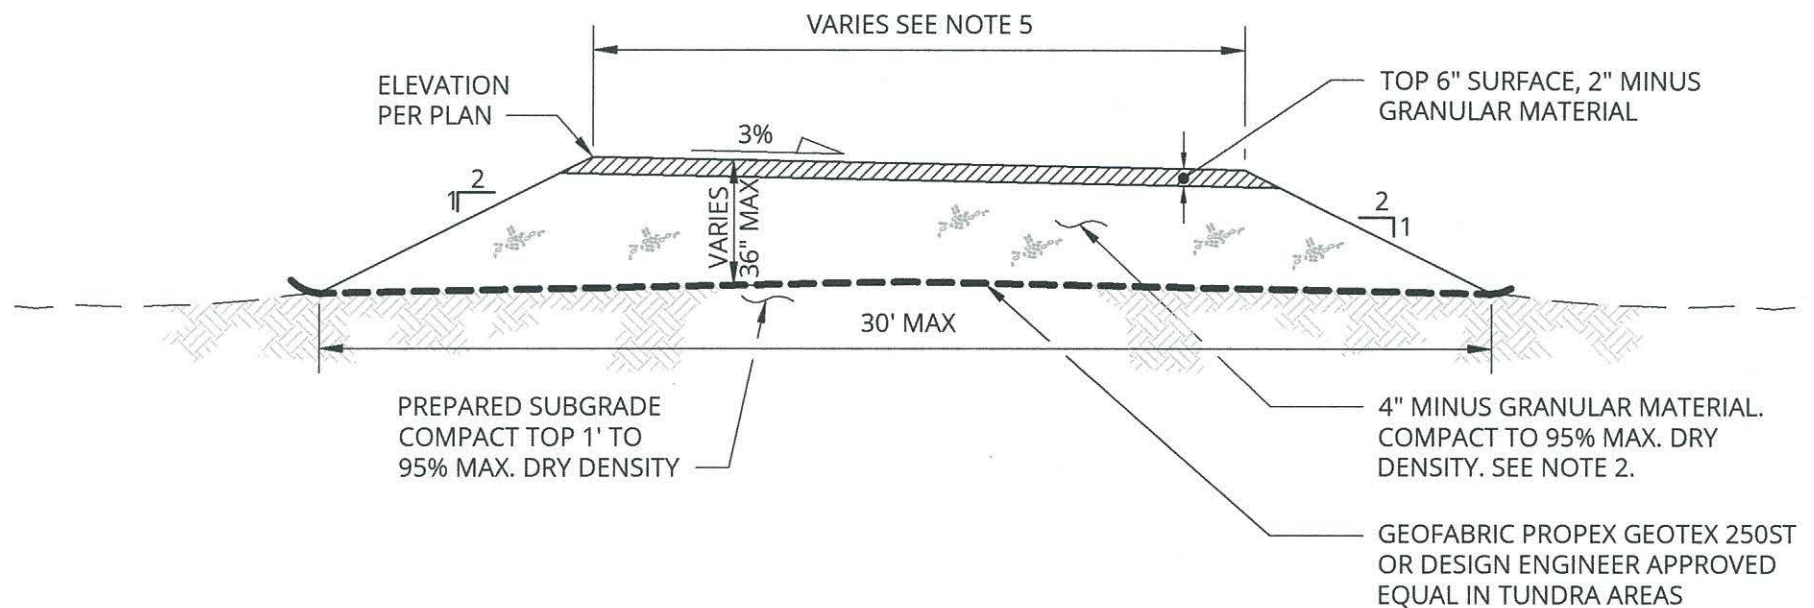 VARIES SEE NOTE 5
ELEVATION
PER PLAN
TOP 6" SURFACE, 2" MINUS
GRANULAR MATERIAL
3%
2
1
VARIES
36" MAX
2
1
30' MAX
PREPARED SUBGRADE
COMPACT TOP 1' TO
95% MAX. DRY DENSITY
4" MINUS GRANULAR MATERIAL.
COMPACT TO 95% MAX. DRY
DENSITY. SEE NOTE 2.
GEOFABRIC PROPEX GEOTEX 250ST
OR DESIGN ENGINEER APPROVED
EQUAL IN TUNDRA AREAS